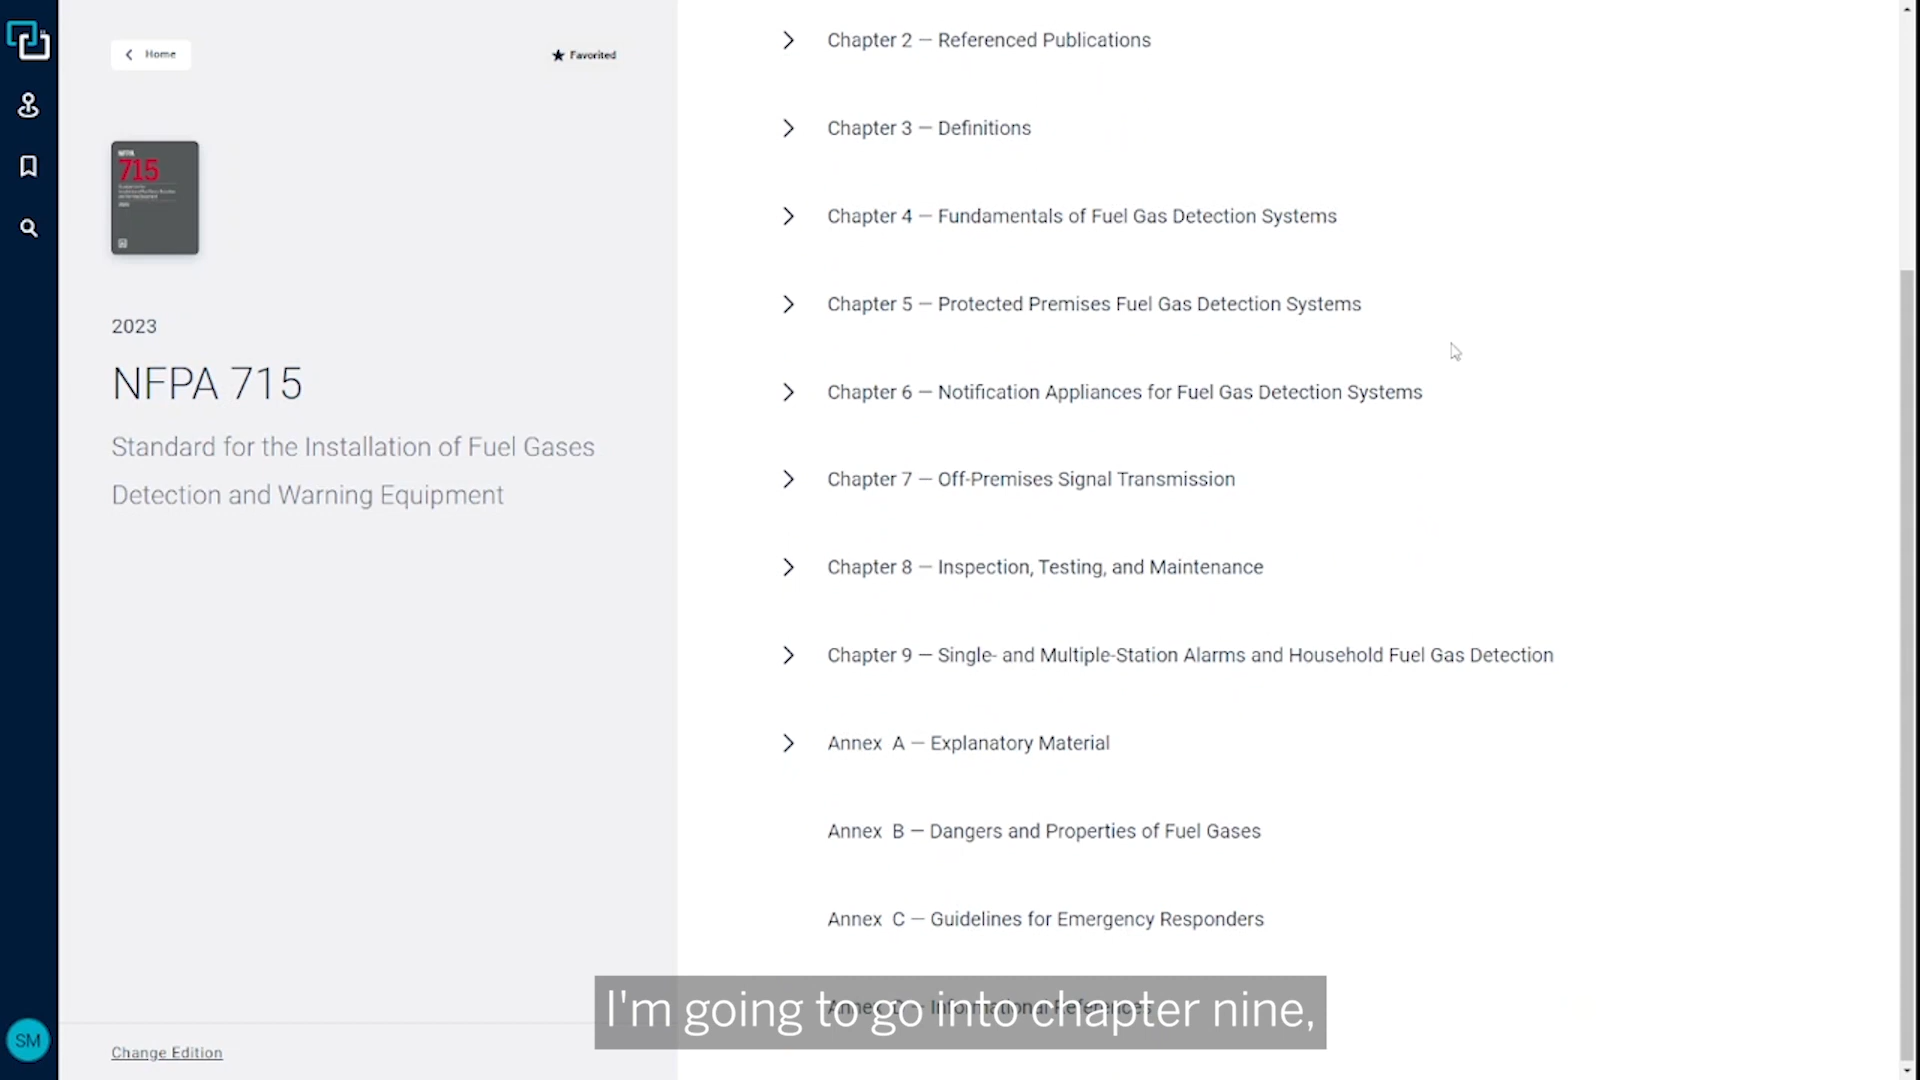 Home
Favorited
NFPA
715
2023
NFPA 715
Standard for the Installation of Fuel Gases
Detection and Warning Equipment
Change Edition
SM
Chapter 2 — Referenced Publications
Chapter 3 — Definitions
Chapter 4 — Fundamentals of Fuel Gas Detection Systems
Chapter 5 — Protected Premises Fuel Gas Detection Systems
Chapter 6 — Notification Appliances for Fuel Gas Detection Systems
Chapter 7 — Off-Premises Signal Transmission
Chapter 8 — Inspection, Testing, and Maintenance
Chapter 9 — Single- and Multiple-Station Alarms and Household Fuel Gas Detection
Annex A — Explanatory Material
Annex B — Dangers and Properties of Fuel Gases
Annex C — Guidelines for Emergency Responders
I'm going to go into chapter nine,